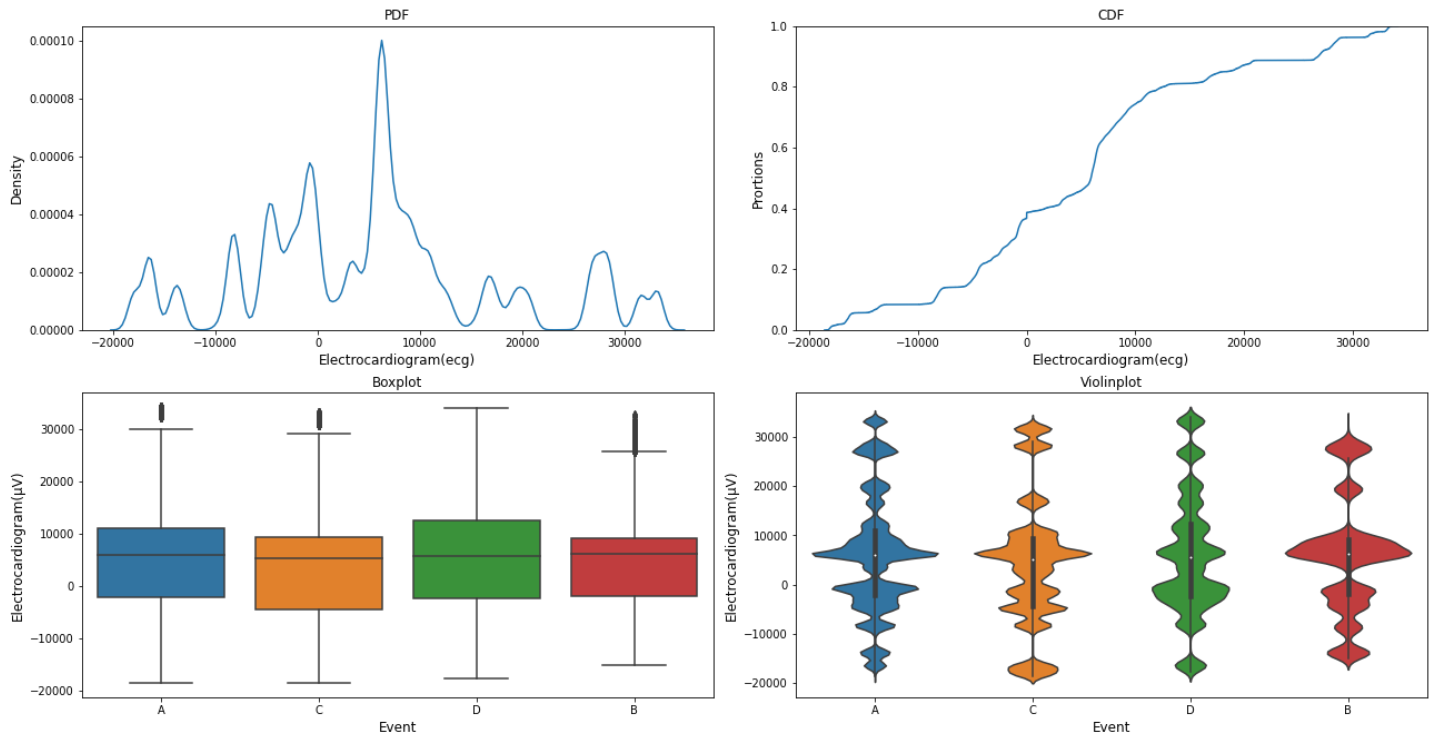 PDF
0.00010
0.00008
0.00006
0.00004
0.00002
0.00000
Density
−20000 −10000 0 10000 20000 30000
Electrocardiogram(ecg)
CDF
1.0
0.8
0.6
0.4
0.2
0.0
Prortions
−20000 −10000 0 10000 20000 30000
Electrocardiogram(ecg)
Boxplot
30000
20000
10000
0
−10000
−20000
Electrocardiogram(μV)
A C D B
Event
Violinplot
30000
20000
10000
0
−10000
−20000
Electrocardiogram(μV)
A C D B
Event